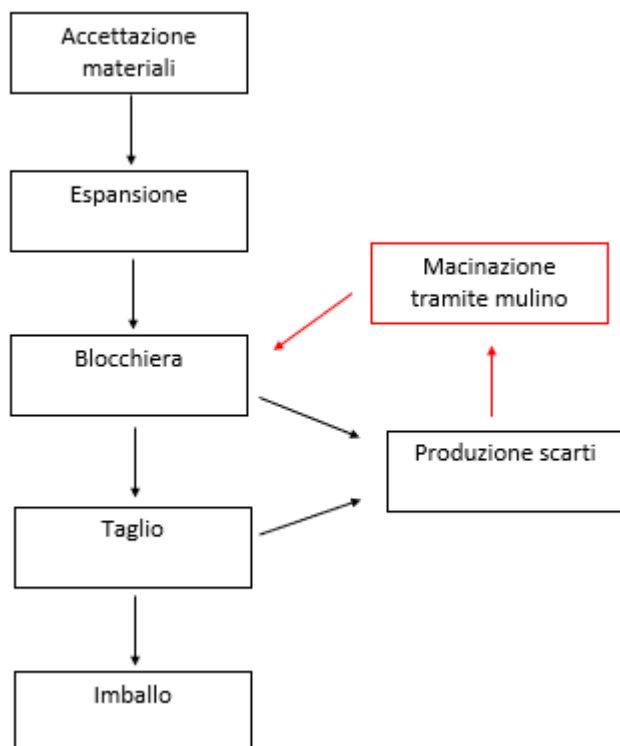 Accettazione
materiali
Espansione
Macinazione
tramite mulino
Blocchiera
Produzione scarti
Taglio
Imballo